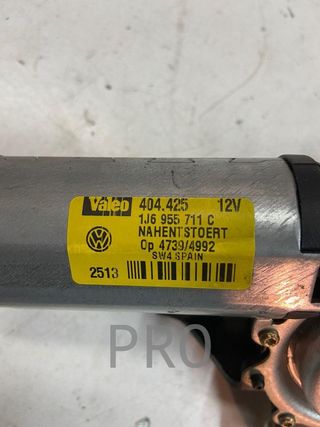 Valeo 404.425 12V
1J6 955 711 C
NAHENTSTOERT
Op 4739/4992
SW4 SPAIN
2513
PRO